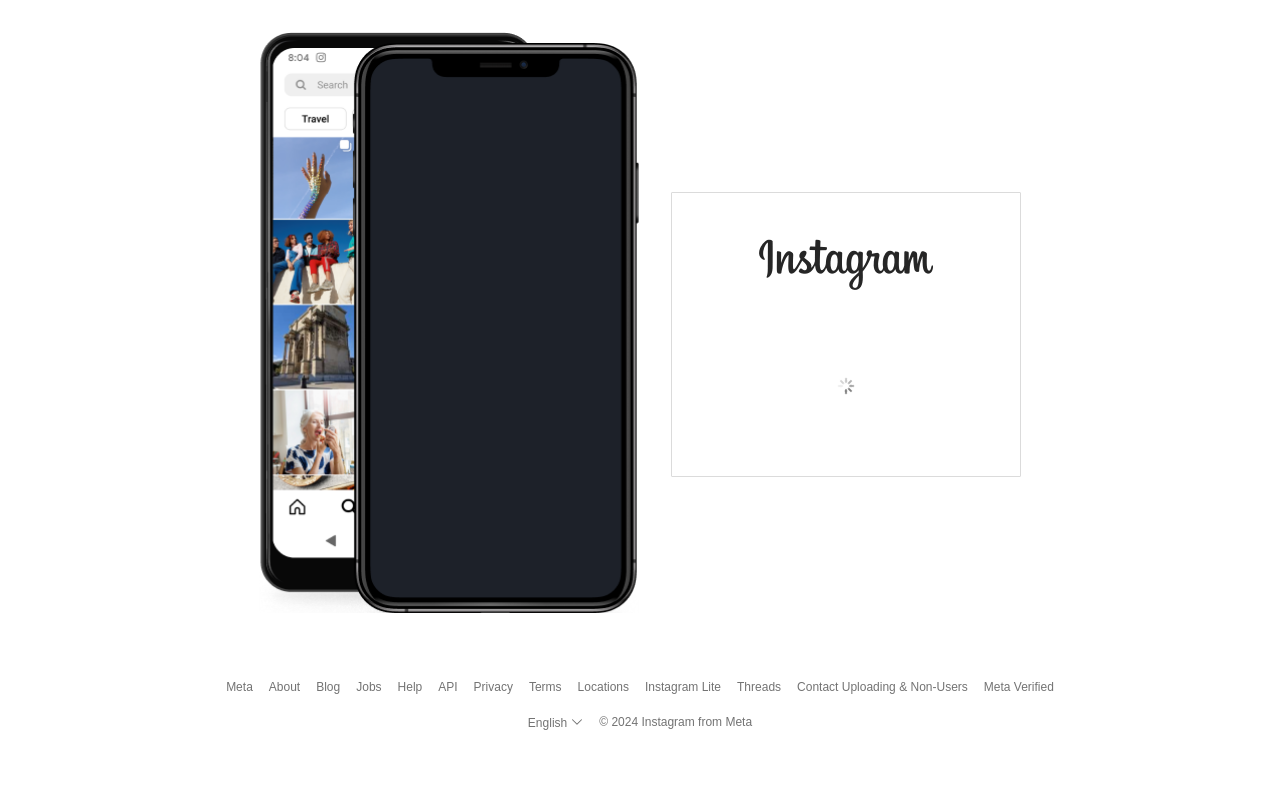 8:04
Search
Travel
Instagram
Meta About Blog Jobs Help API Privacy Terms Locations Instagram Lite Threads Contact Uploading & Non-Users Meta Verified
English © 2024 Instagram from Meta